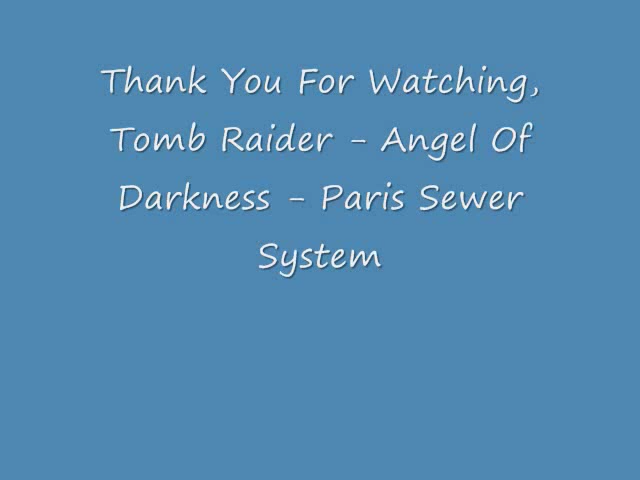 Thank You For Watching,
Tomb Raider - Angel Of
Darkness - Paris Sewer
System